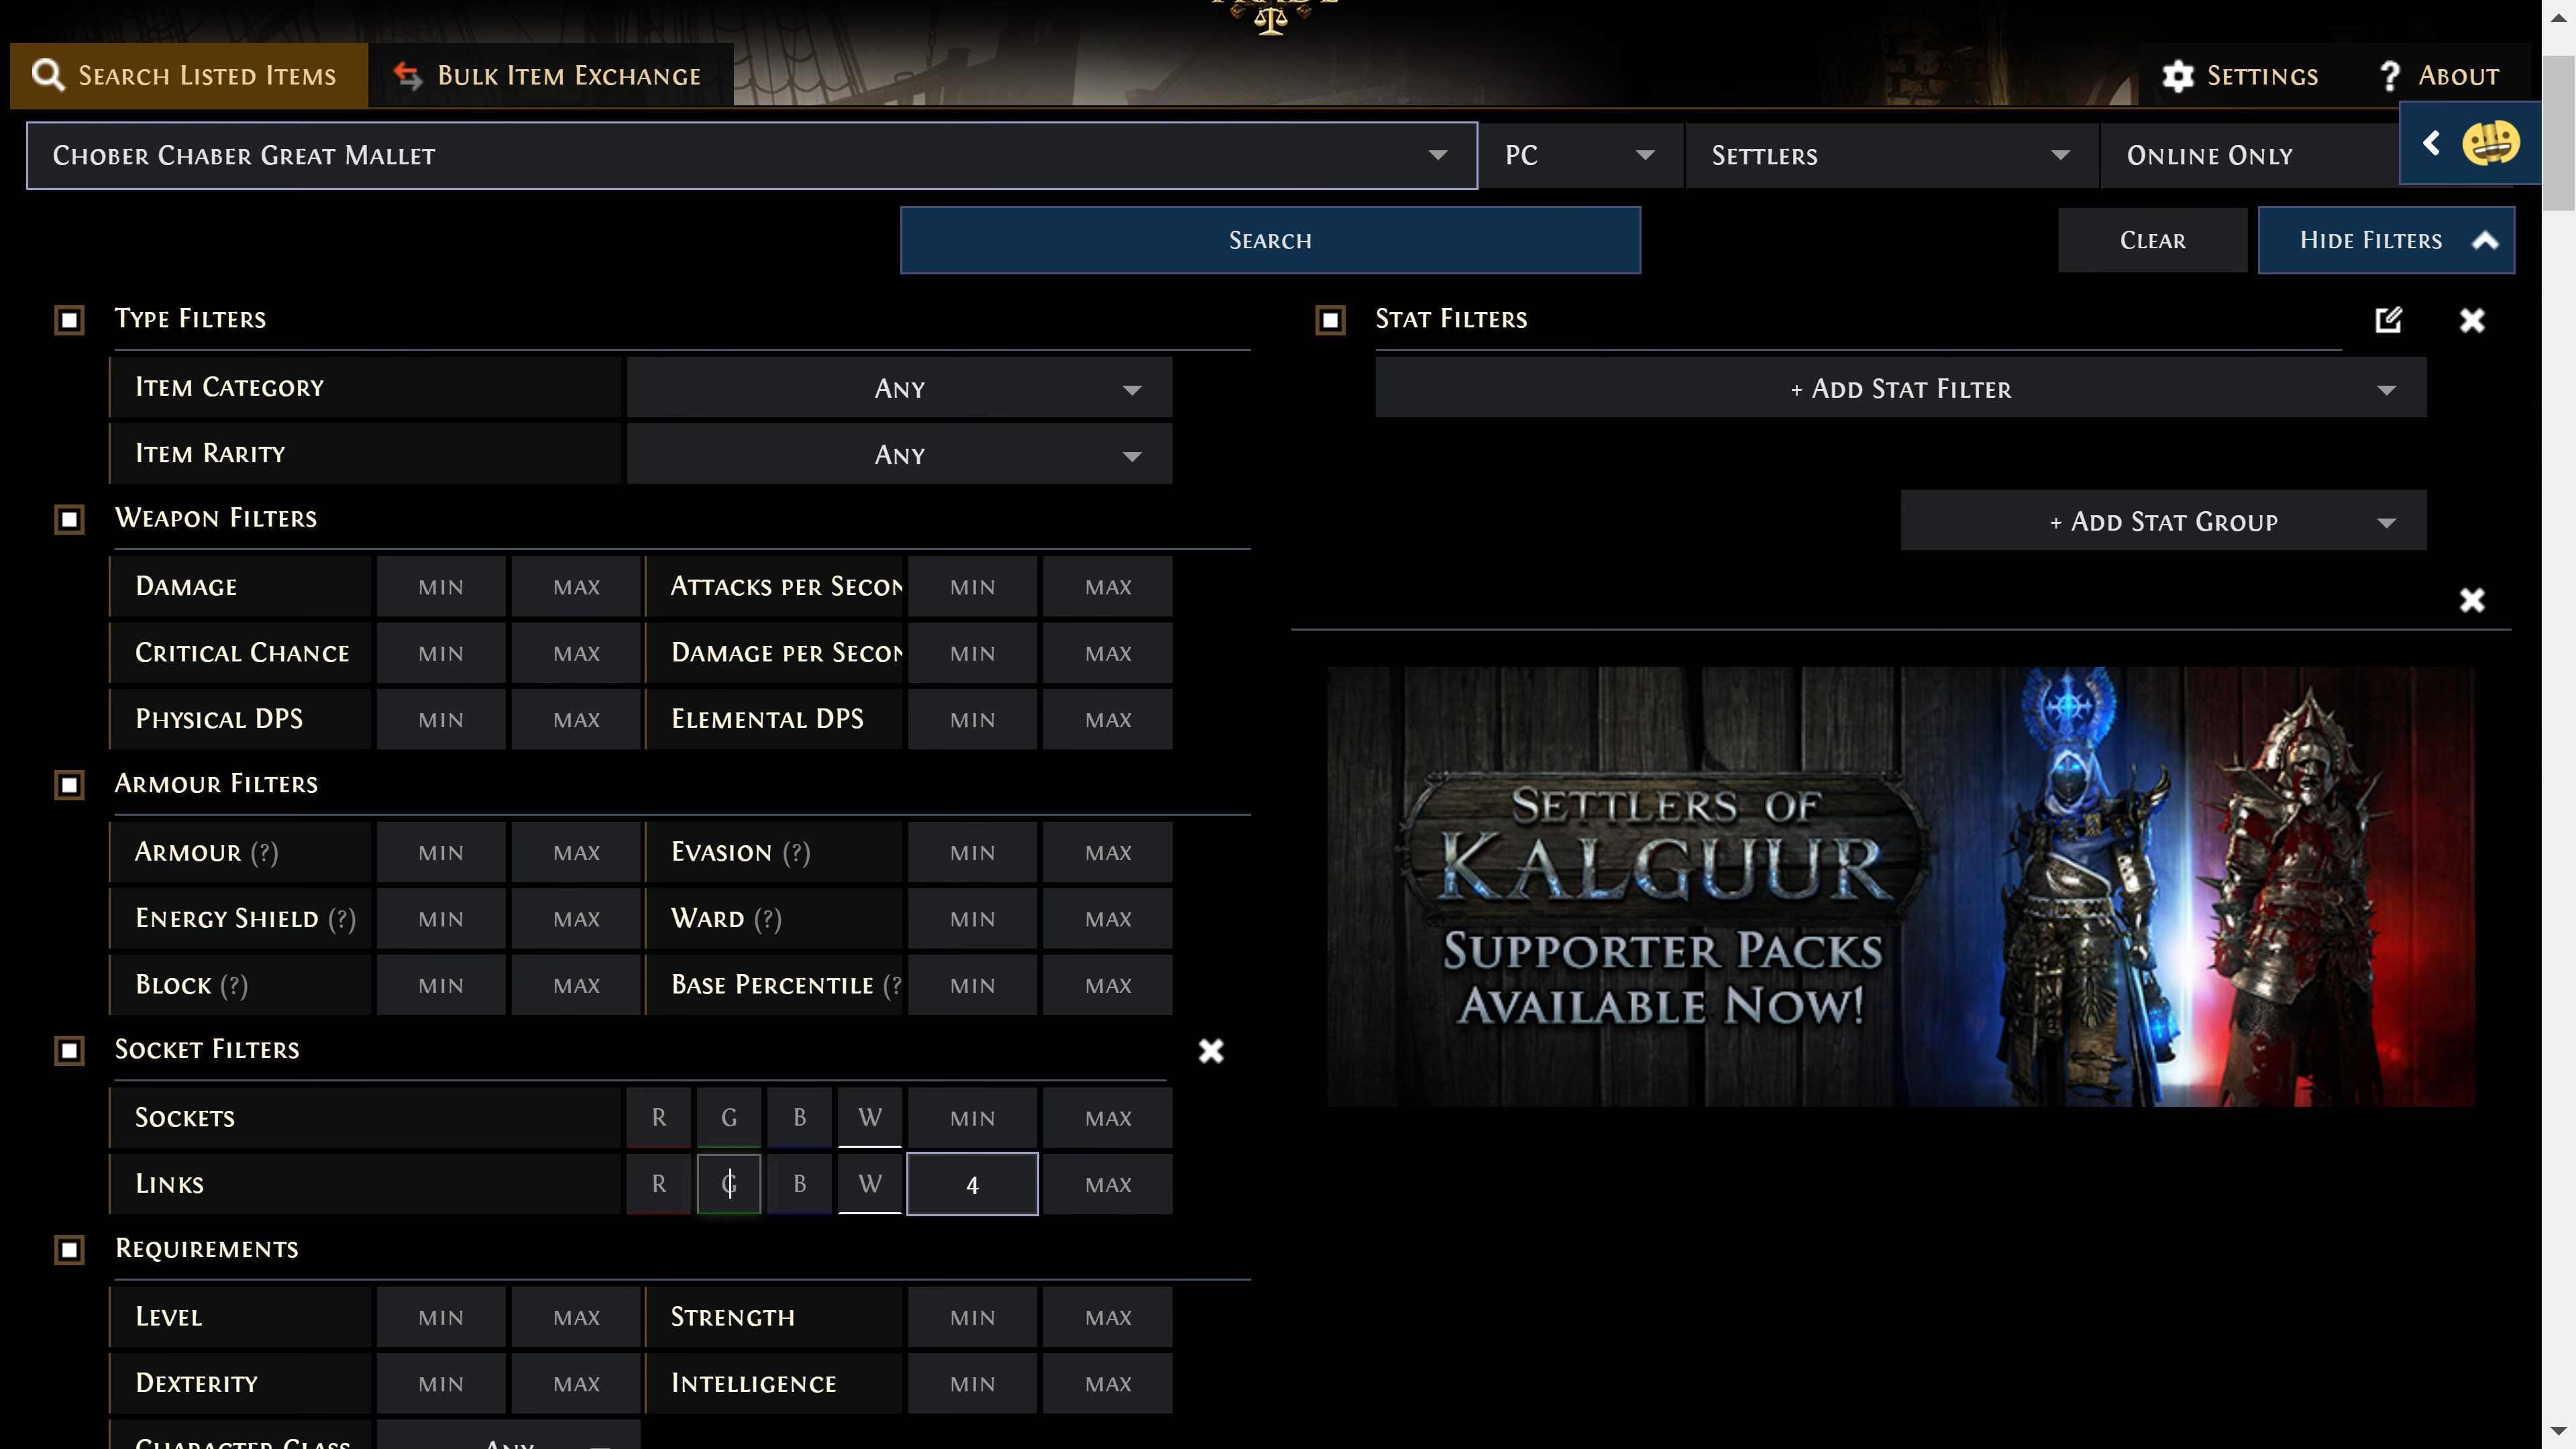 Search Listed Items
Bulk Item Exchange
Settings
? About
Chober Chaber Great Mallet
PC
Settlers
Online Only
Search
Clear
Hide Filters
Type Filters
Item Category
Any
Item Rarity
Any
Weapon Filters
Damage MIN MAX Attacks per Secon MIN MAX
Critical Chance MIN MAX Damage per Secon MIN MAX
Physical DPS MIN MAX Elemental DPS MIN MAX
Armour Filters
Armour (?) MIN MAX Evasion (?) MIN MAX
Energy Shield (?) MIN MAX Ward (?) MIN MAX
Block (?) MIN MAX Base Percentile (? MIN MAX
Socket Filters
Sockets R G B W MIN MAX
Links R G B W 4 MAX
Requirements
Level MIN MAX Strength MIN MAX
Dexterity MIN MAX Intelligence MIN MAX
Character Class Any
Stat Filters
+ Add Stat Filter
+ Add Stat Group
Settlers of
Kalguur
Supporter Packs
Available Now!